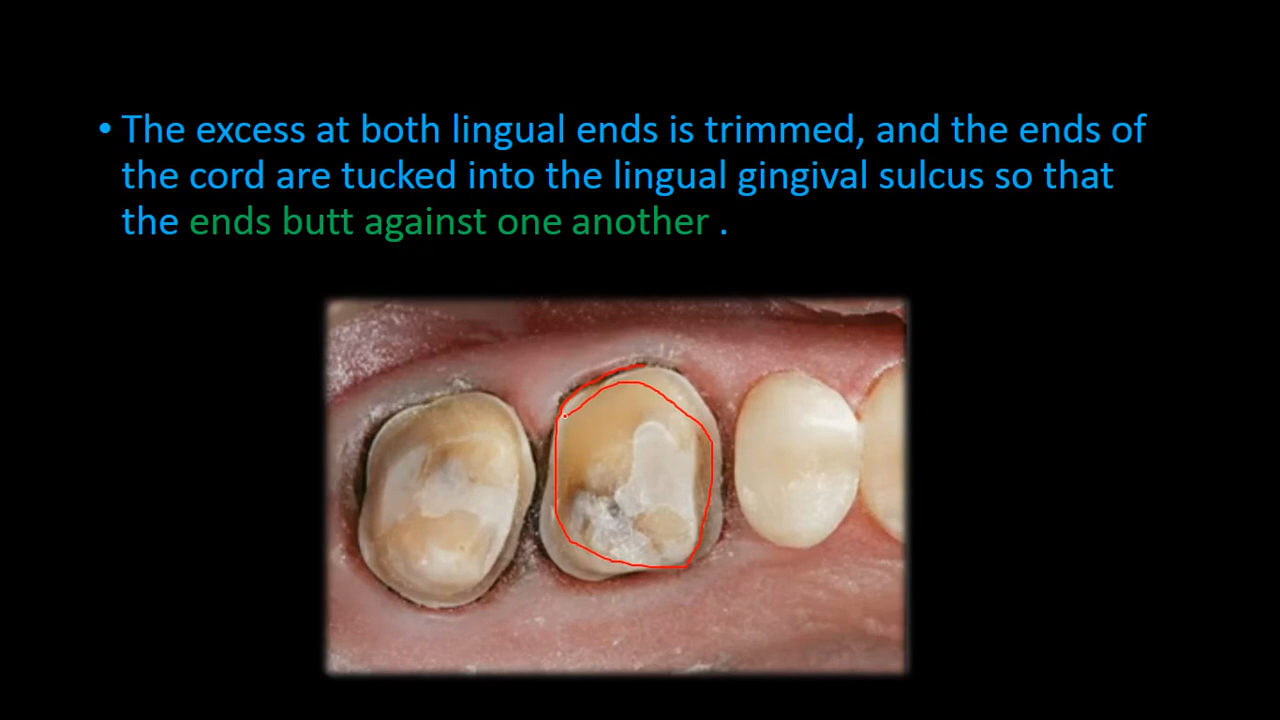 • The excess at both lingual ends is trimmed, and the ends of
the cord are tucked into the lingual gingival sulcus so that
the ends butt against one another .